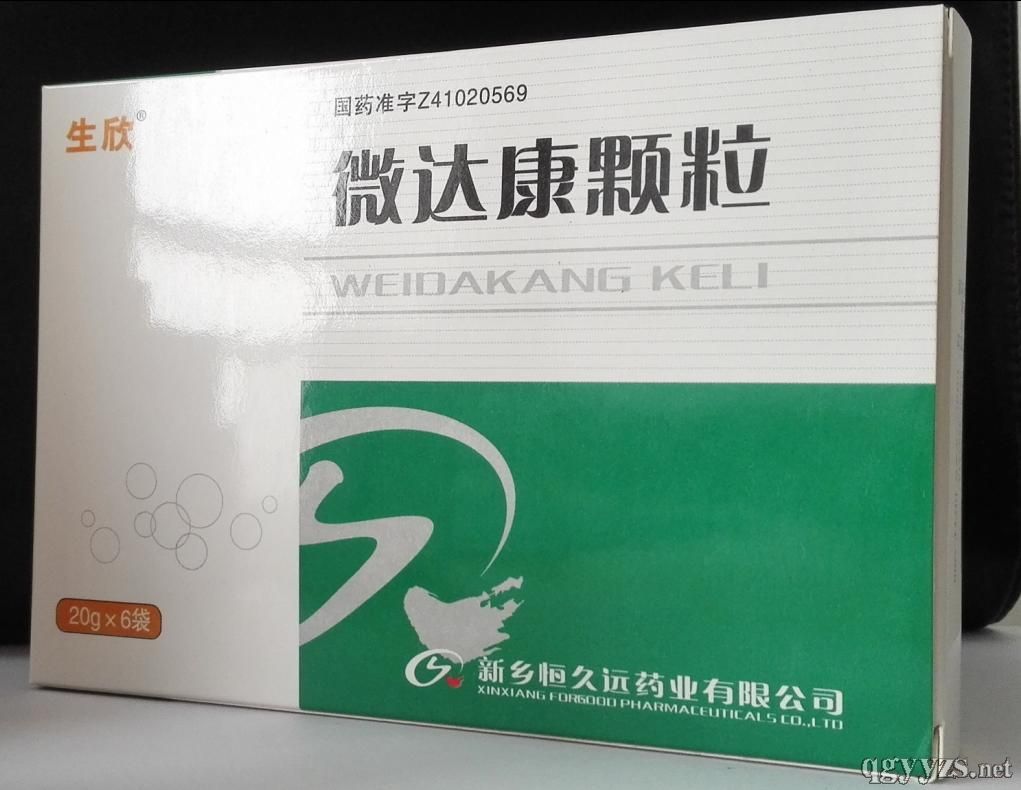 生欣®
国药准字Z41020569
微达康颗粒
WEIDAKANG KELI
20g×6袋
新乡恒久远药业有限公司
XINXIANG FORGOOD PHARMACEUTICALS CO.,LTD
qgyyzs.net